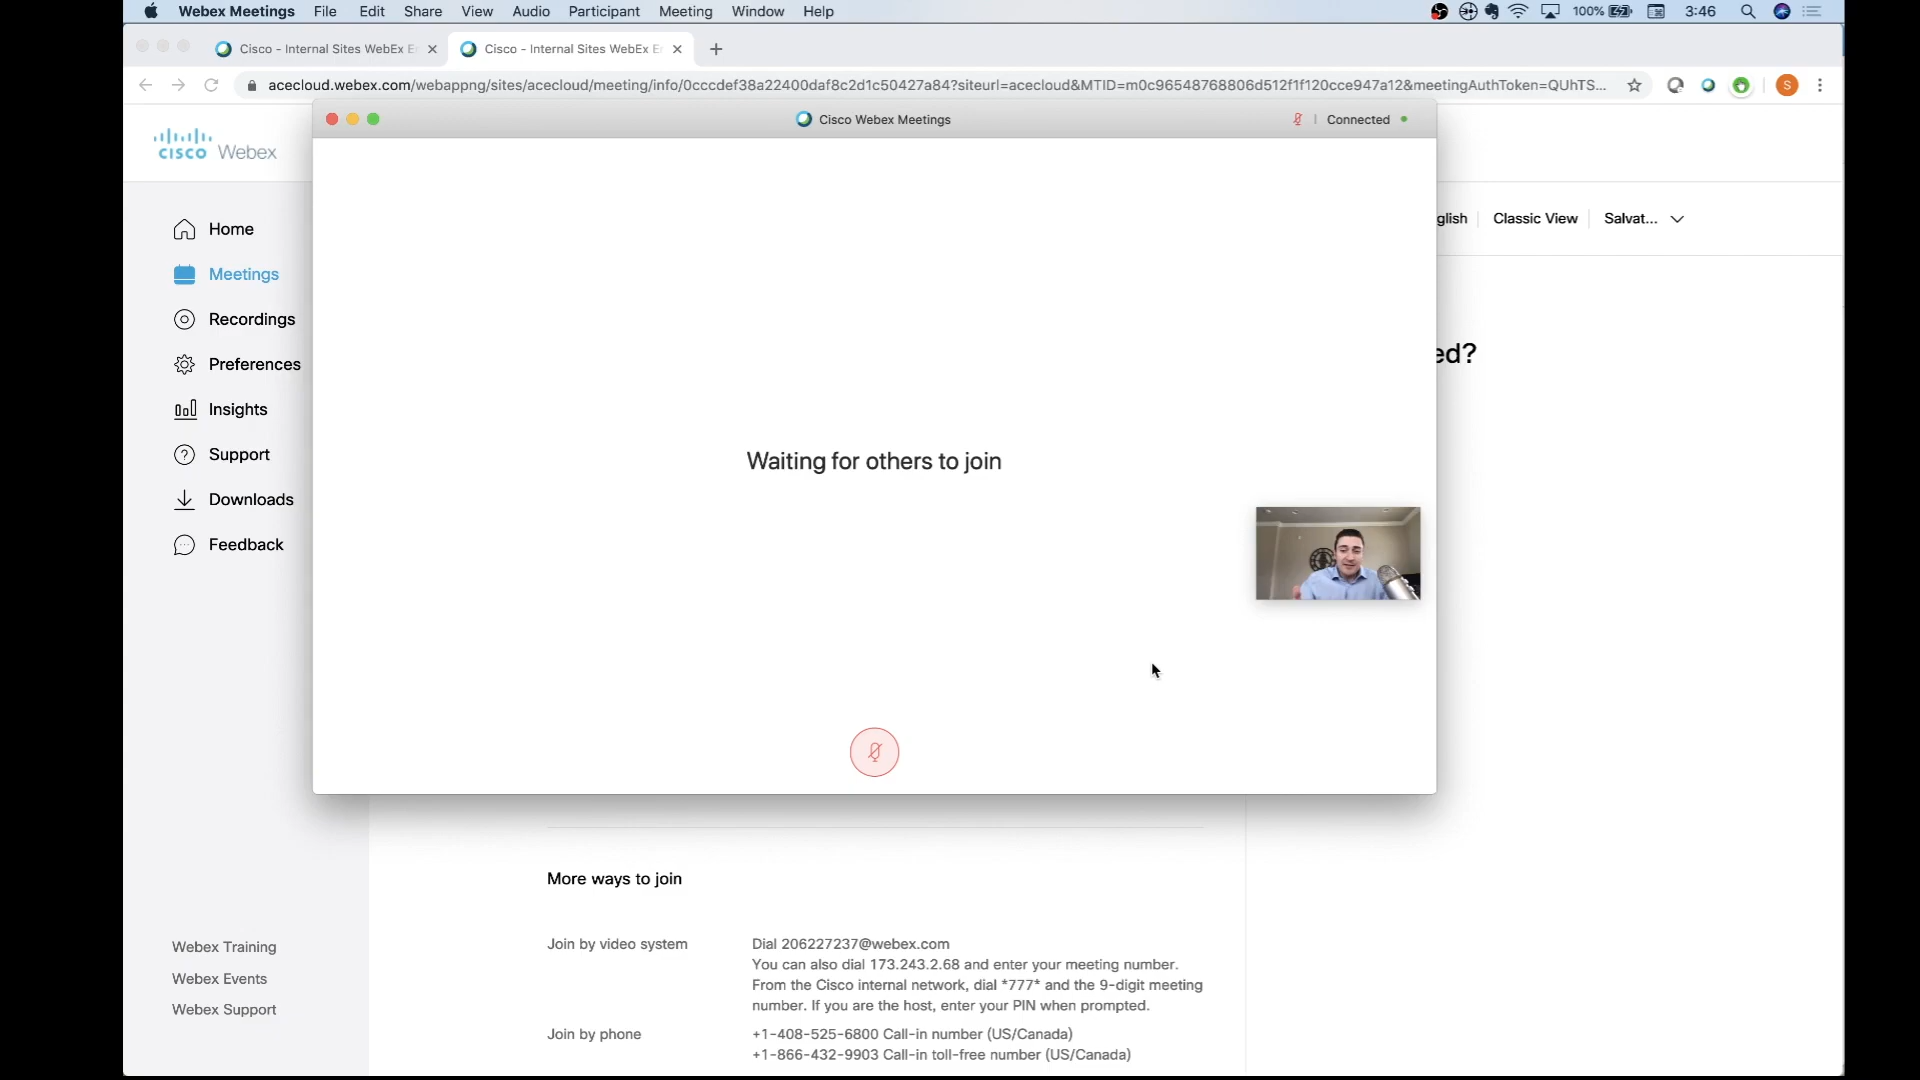 Webex Meetings File Edit Share View Audio Participant Meeting Window Help 100% 3:46
Cisco - Internal Sites WebEx En Cisco - Internal Sites WebEx En
acecloud.webex.com/webappng/sites/acecloud/meeting/info/0cccdef38a22400daf8c2d1c50427a84?siteurl=acecloud&MTID=m0c96548768806d512f1f120cce947a12&meetingAuthToken=QUhTS... S
Cisco Webex Meetings Connected
CISCO Webex
glish Classic View Salvat...
Home
Meetings
Recordings
Preferences
Insights
Support
Downloads
Feedback
ed?
Waiting for others to join
More ways to join
Join by video system Dial 206227237@webex.com
You can also dial 173.243.2.68 and enter your meeting number.
From the Cisco internal network, dial *777* and the 9-digit meeting
number. If you are the host, enter your PIN when prompted.
Join by phone +1-408-525-6800 Call-in number (US/Canada)
+1-866-432-9903 Call-in toll-free number (US/Canada)
Webex Training
Webex Events
Webex Support